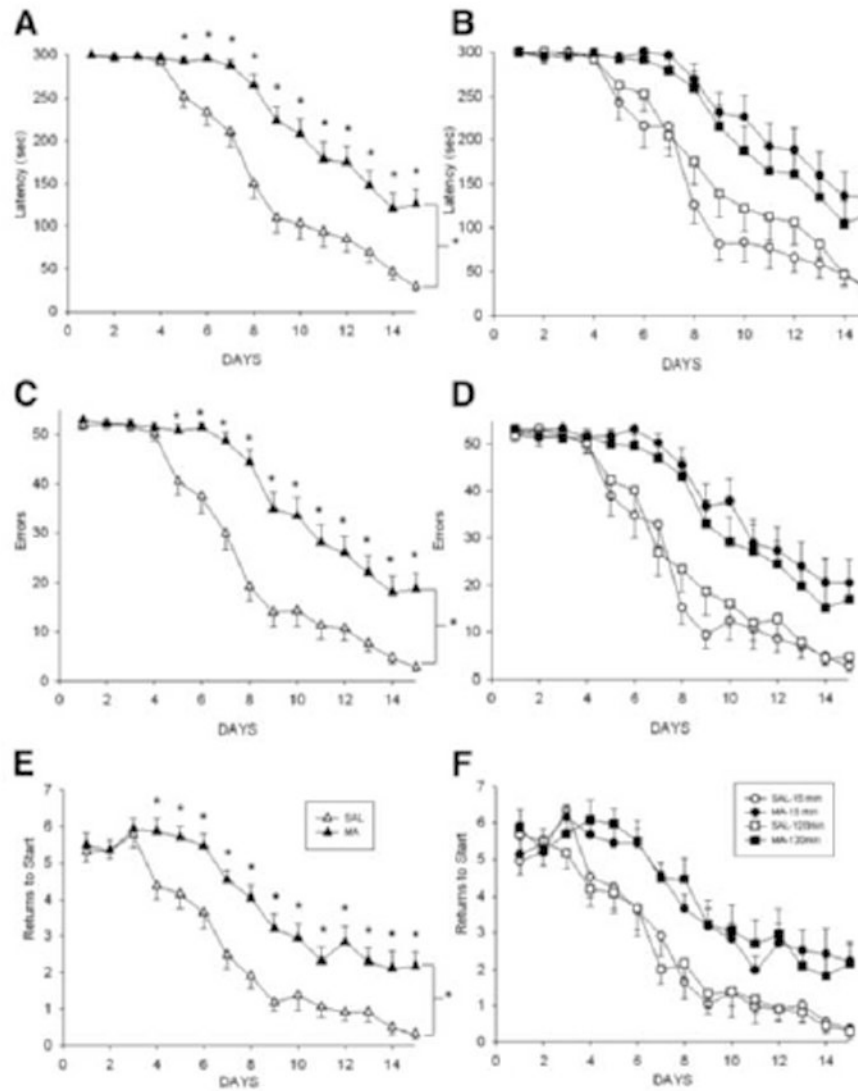 A
* * * * * * * * * * *
300
250
200
150
100
50
0
Latency (sec)
*
0 2 4 6 8 10 12 14
DAYS
B
300
250
200
150
100
50
0
Latency (sec)
0 2 4 6 8 10 12 14
DAYS
C
* * * * * * * * * * *
50
40
30
20
10
0
Errors
*
0 2 4 6 8 10 12 14
DAYS
D
50
40
30
20
10
0
Errors
0 2 4 6 8 10 12 14
DAYS
E
* * * * * * * * * * * *
7
6
5
4
3
2
1
0
Returns to Start
SAL
MA
*
0 2 4 6 8 10 12 14
DAYS
F
7
6
5
4
3
2
1
0
Returns to Start
SAL-15 min
MA-15 min
SAL-120min
MA-120min
0 2 4 6 8 10 12 14
DAYS